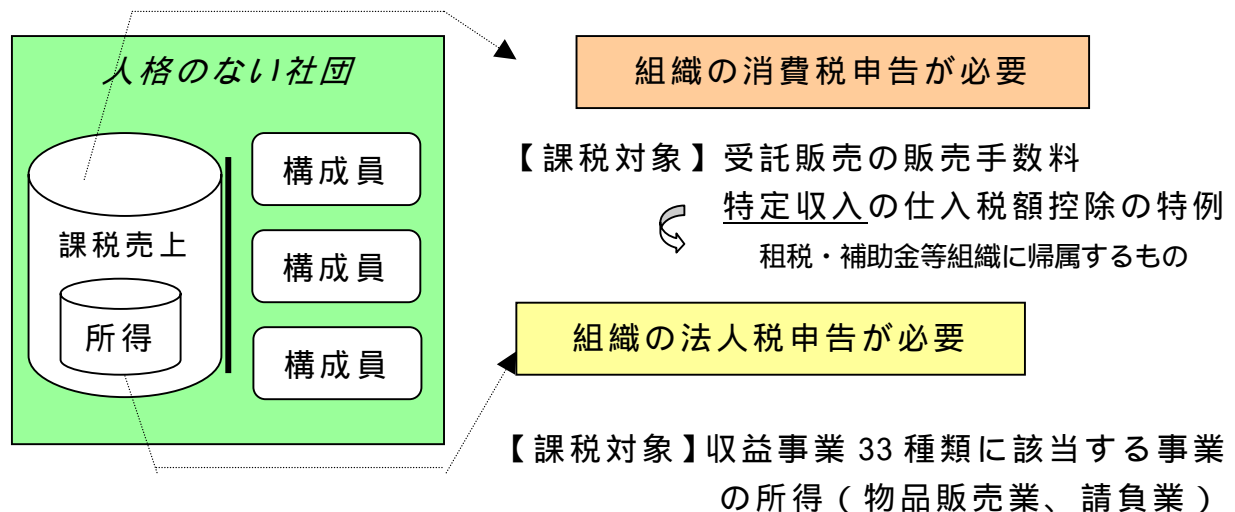 人格のない社団
課税売上
所得
構成員
構成員
構成員
組織の消費税申告が必要
【課税対象】受託販売の販売手数料
特定収入の仕入税額控除の特例
租税・補助金等組織に帰属するもの
組織の法人税申告が必要
【課税対象】収益事業33種類に該当する事業
の所得（物品販売業、請負業）